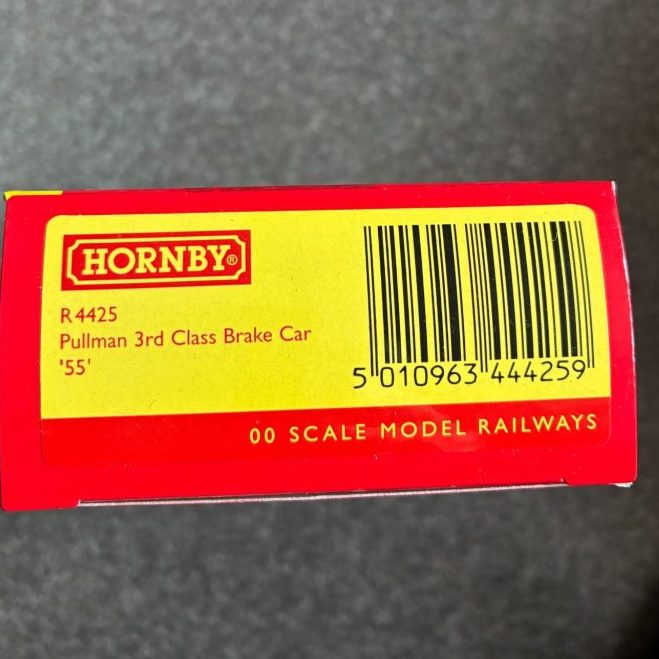 HORNBY®
R4425
Pullman 3rd Class Brake Car
'55'
5 010963 444259
00 SCALE MODEL RAILWAYS